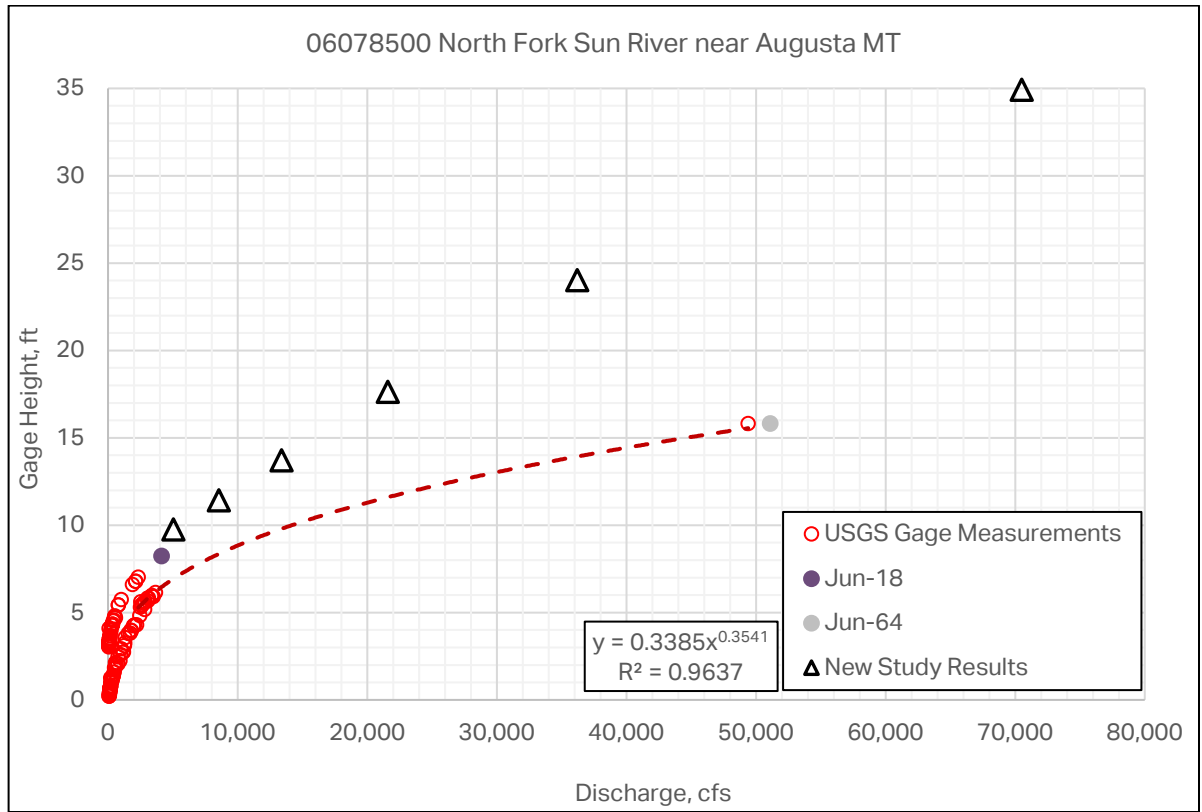 06078500 North Fork Sun River near Augusta MT
35
30
25
20
15
10
5
0
Gage Height, ft
0 10,000 20,000 30,000 40,000 50,000 60,000 70,000 80,000
Discharge, cfs
y = 0.3385x^0.3541
R² = 0.9637
USGS Gage Measurements
Jun-18
Jun-64
New Study Results